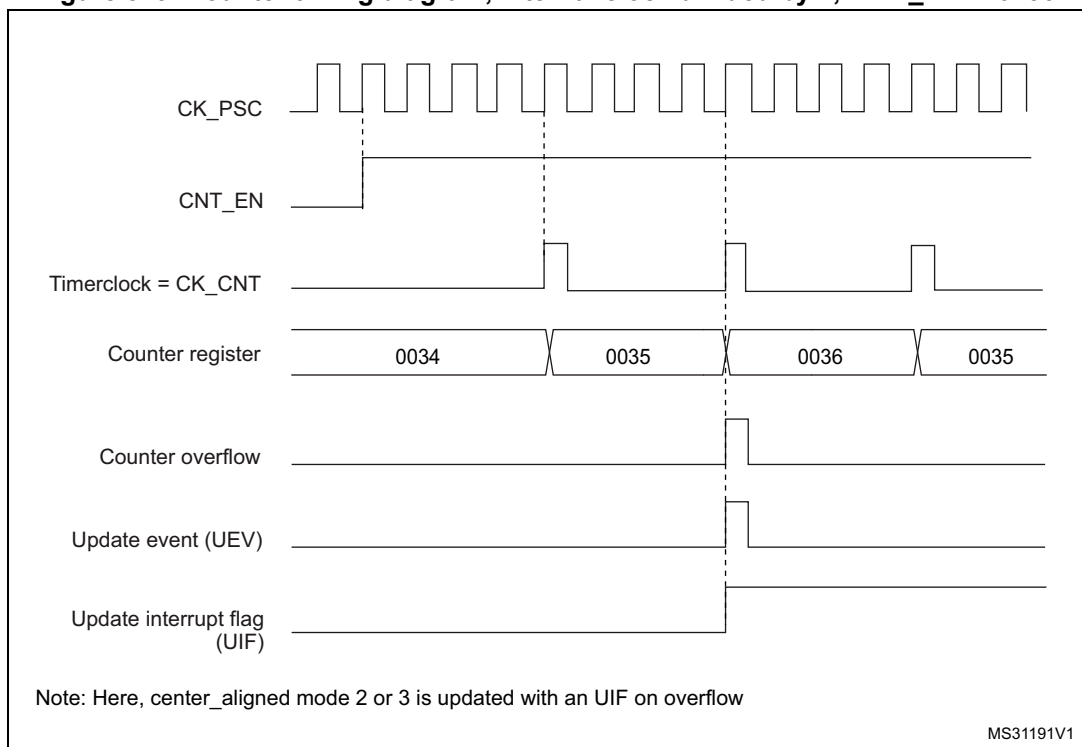 CK_PSC
CNT_EN
Timerclock = CK_CNT
Counter register
0034
0035
0036
0035
Counter overflow
Update event (UEV)
Update interrupt flag
(UIF)
Note: Here, center_aligned mode 2 or 3 is updated with an UIF on overflow
MS31191V1